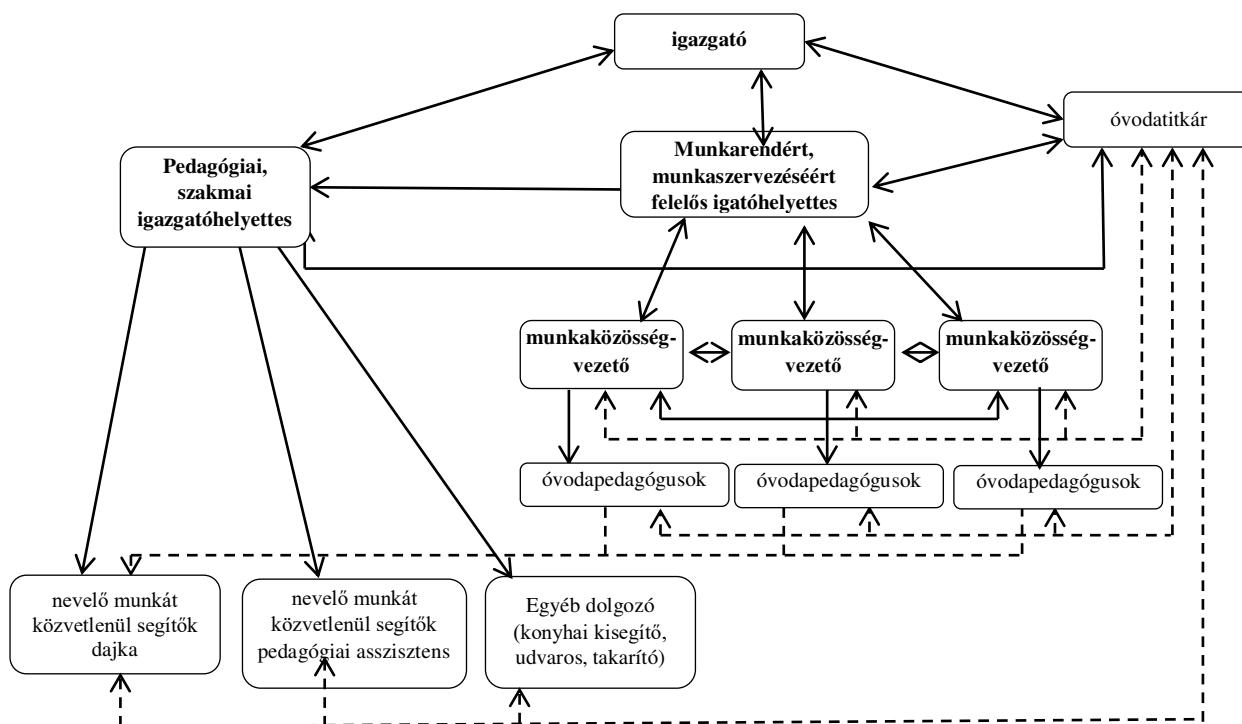 igazgató
óvodatitkár
Pedagógiai,
szakmai
igazgatóhelyettes
Munkarendért,
munkaszervezéséért
felelős igatóhelyettes
munkaközösség-
vezető
munkaközösség-
vezető
munkaközösség-
vezető
óvodapedagógusok
óvodapedagógusok
óvodapedagógusok
nevelő munkát
közvetlenül segítők
dajka
nevelő munkát
közvetlenül segítők
pedagógiai asszisztens
Egyéb dolgozó
(konyhai kisegítő,
udvaros, takarító)